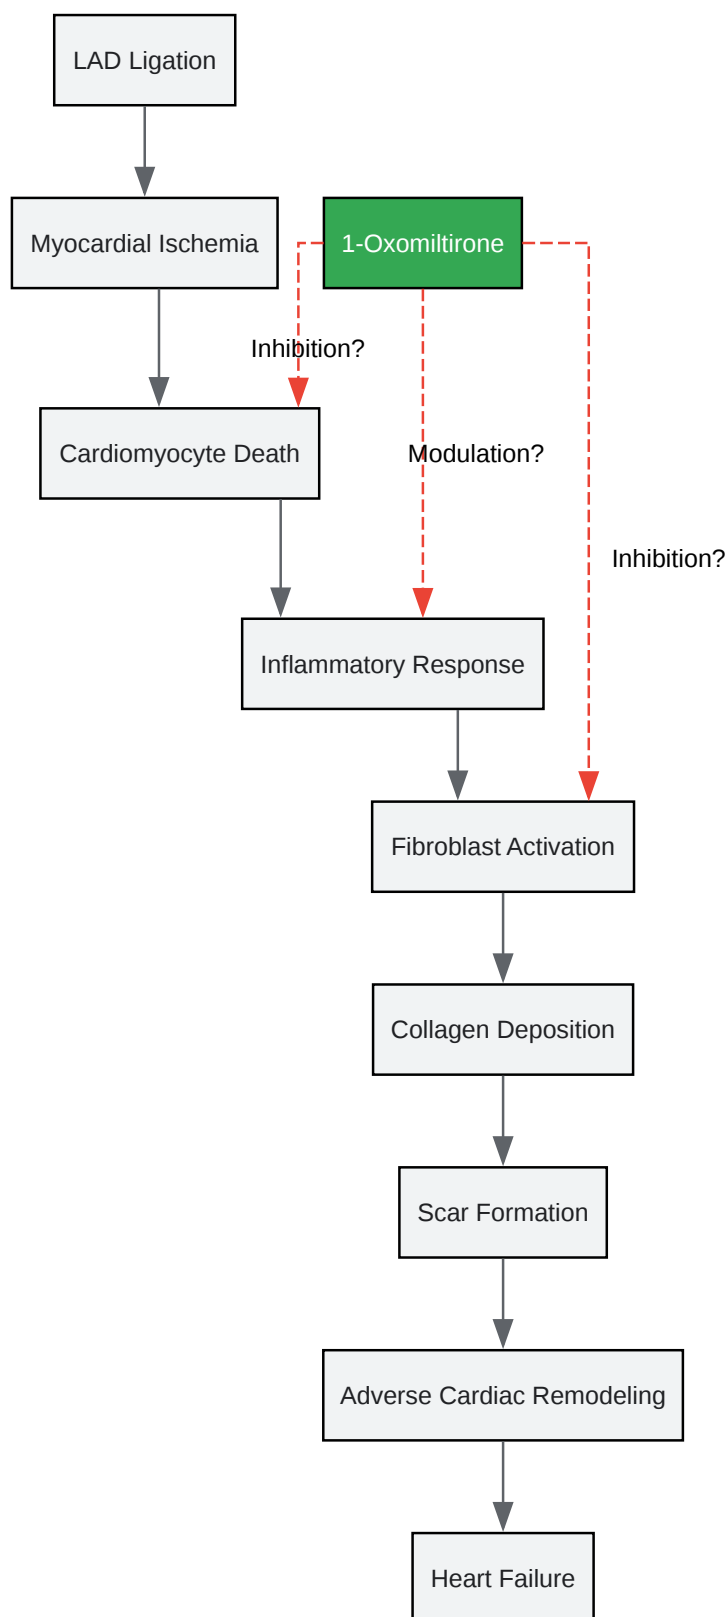 LAD Ligation
Myocardial Ischemia
1-Oxomiltirone
Inhibition?
Cardiomyocyte Death
Modulation?
Inhibition?
Inflammatory Response
Fibroblast Activation
Collagen Deposition
Scar Formation
Adverse Cardiac Remodeling
Heart Failure